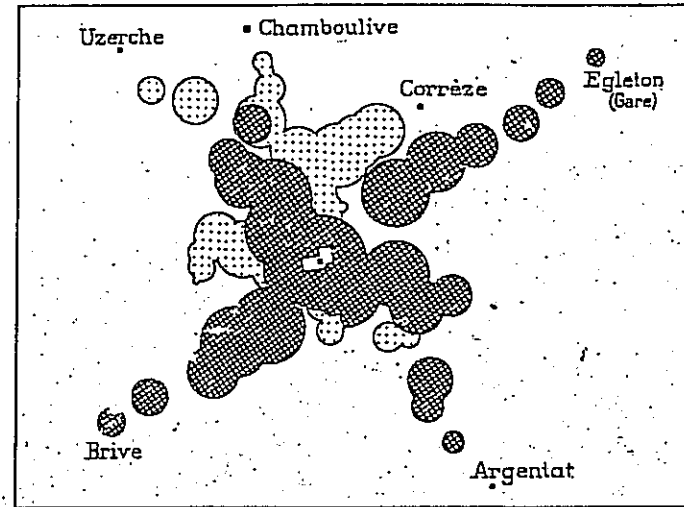 Chamboulive
Uzerche
Corrèze
Egleton
(Gare)
Brive
Argentat